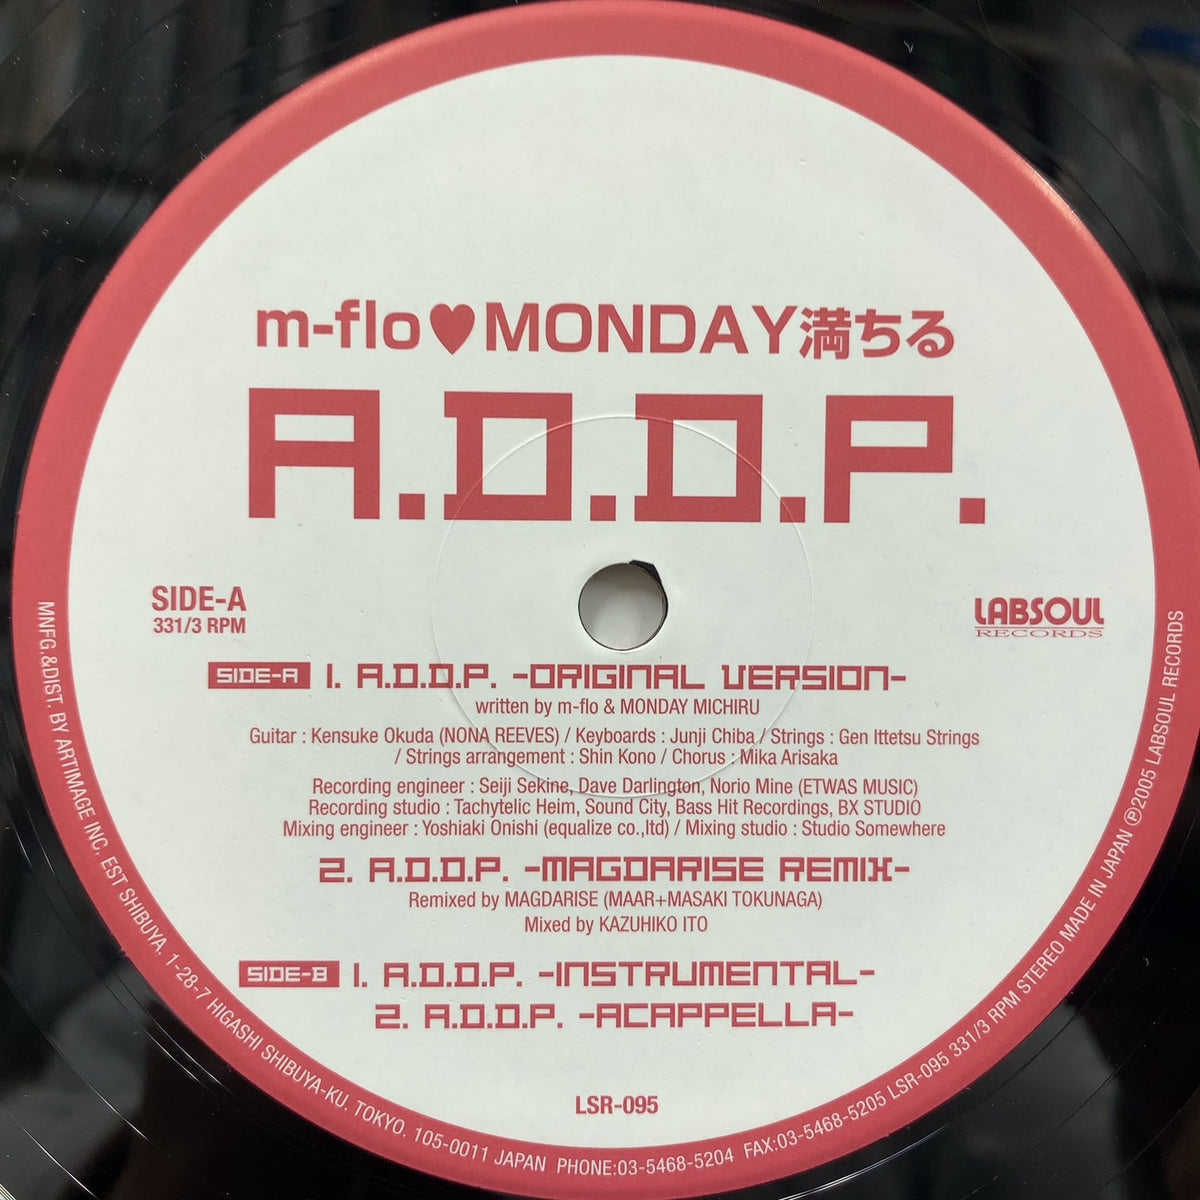 m-flo♥MONDAY満ちる
A.D.D.P.
SIDE-A
331/3 RPM
LABSOUL
RECORDS
SIDE-A 1. A.D.D.P. -ORIGINAL VERSION-
written by m-flo & MONDAY MICHIRU
Guitar : Kensuke Okuda (NONA REEVES) / Keyboards : Junji Chiba / Strings : Gen Ittetsu Strings
/ Strings arrangement : Shin Kono / Chorus : Mika Arisaka
Recording engineer : Seiji Sekine, Dave Darlington, Norio Mine (ETWAS MUSIC)
Recording studio : Tachytelic Heim, Sound City, Bass Hit Recordings, BX STUDIO
Mixing engineer : Yoshiaki Onishi (equalize co.,ltd) / Mixing studio : Studio Somewhere
2. A.D.D.P. -MAGDARISE REMIX-
Remixed by MAGDARISE (MAAR+MASAKI TOKUNAGA)
Mixed by KAZUHIKO ITO
SIDE-B 1. A.D.D.P. -INSTRUMENTAL-
2. A.D.D.P. -ACAPPELLA-
LSR-095
MNFG.&DIST. BY ARTIMAGE INC. EST SHIBUYA. 1-28-7 HIGASHI SHIBUYA-KU. TOKYO. 105-0011 JAPAN PHONE:03-5468-5204 FAX:03-5468-5205 LSR-095 331/3 RPM STEREO MADE IN JAPAN ℗2005 LABSOUL RECORDS